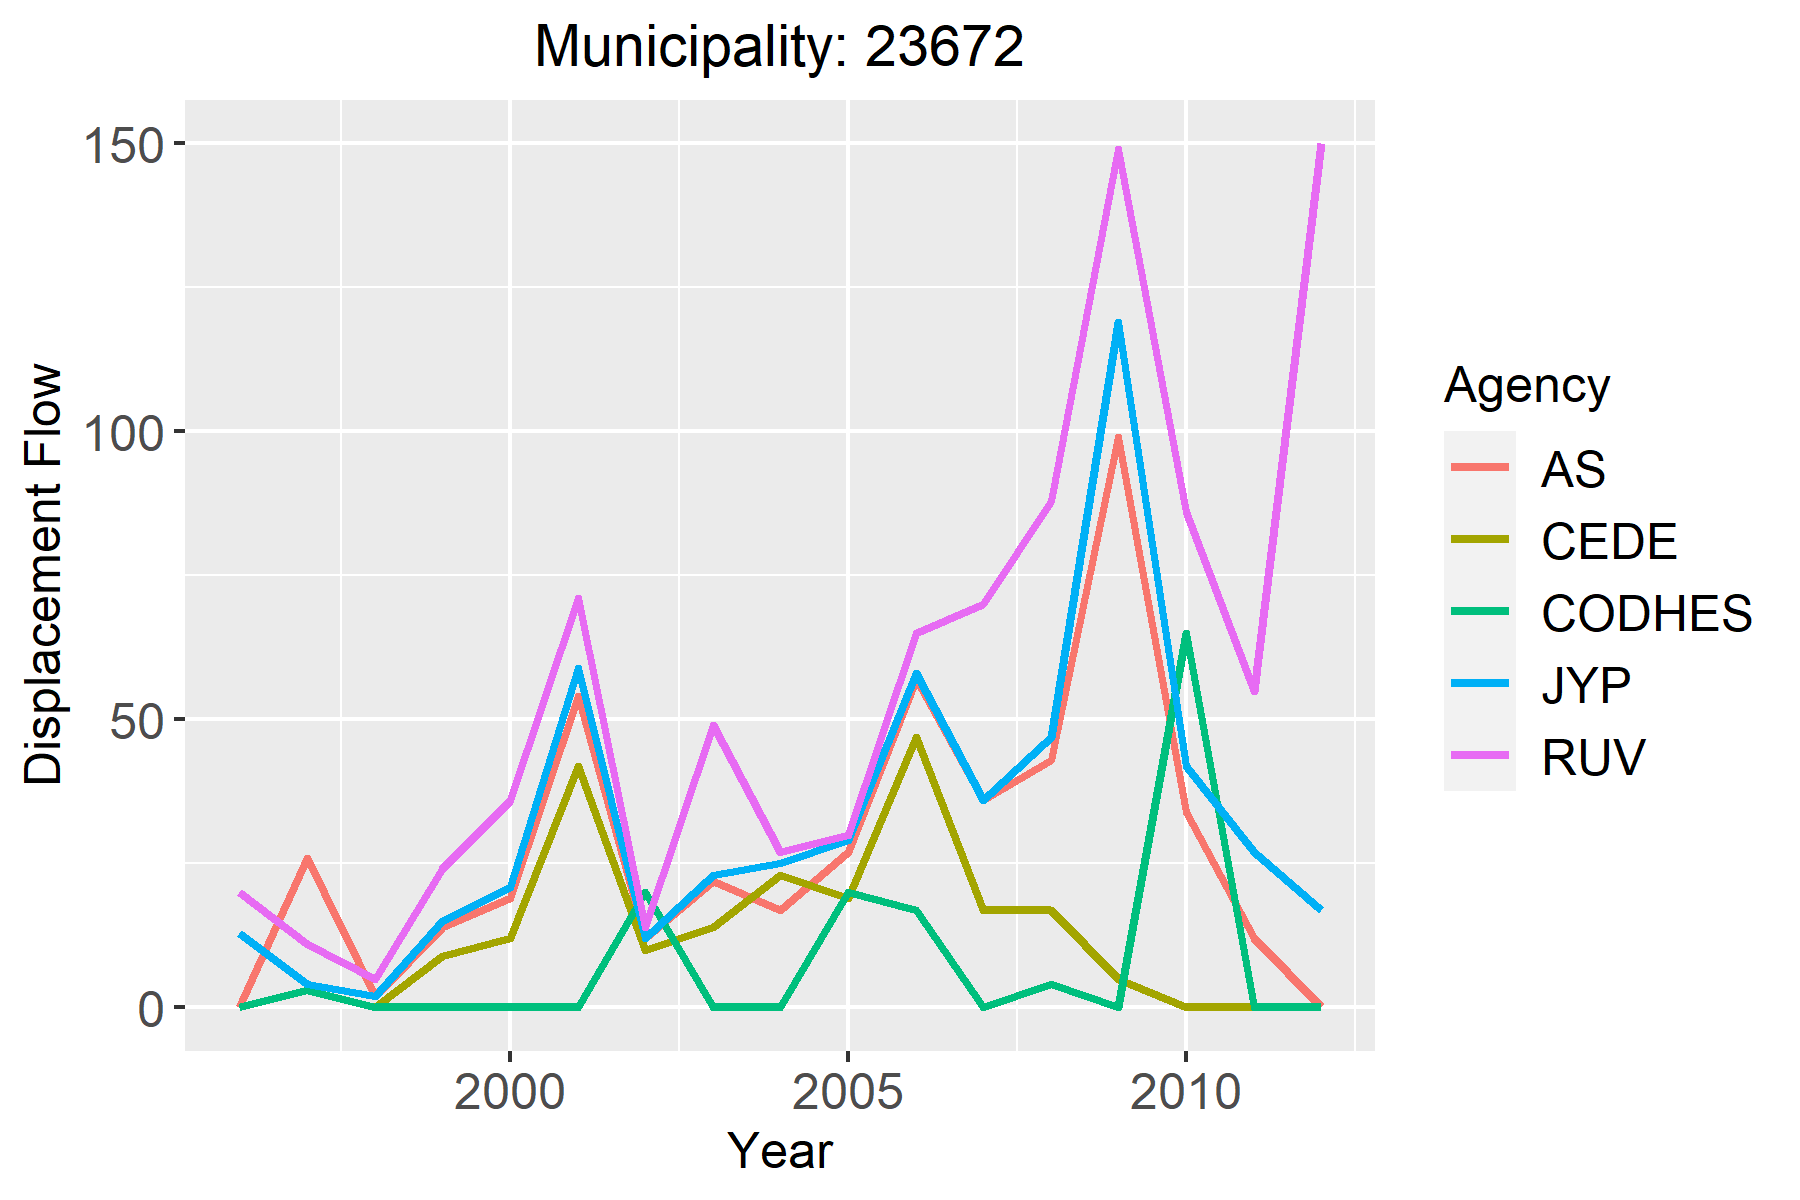 Municipality: 23672
150
100
50
0
Displacement Flow
2000
2005
2010
Year
Agency
AS
CEDE
CODHES
JYP
RUV